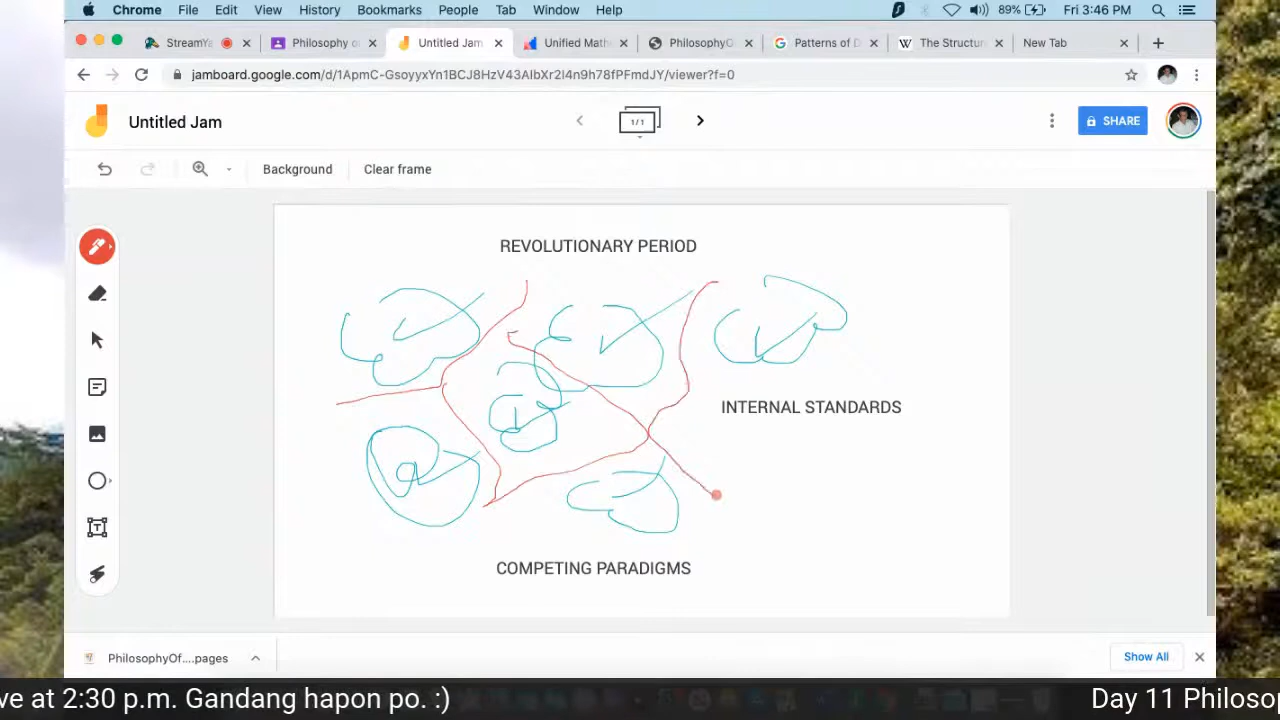 Chrome File Edit View History Bookmarks People Tab Window Help 89% Fri 3:46 PM
StreamYa Philosophy o Untitled Jam Unified Math PhilosophyO Patterns of D The Structur New Tab
jamboard.google.com/d/1ApmC-GsoyyxYn1BCJ8HzV43AlbXr2l4n9h78fPFmdJY/viewer?f=0
Untitled Jam
1/1
SHARE
Background Clear frame
REVOLUTIONARY PERIOD
INTERNAL STANDARDS
COMPETING PARADIGMS
PhilosophyOf....pages
Show All
ve at 2:30 p.m. Gandang hapon po. :) Day 11 Philoso